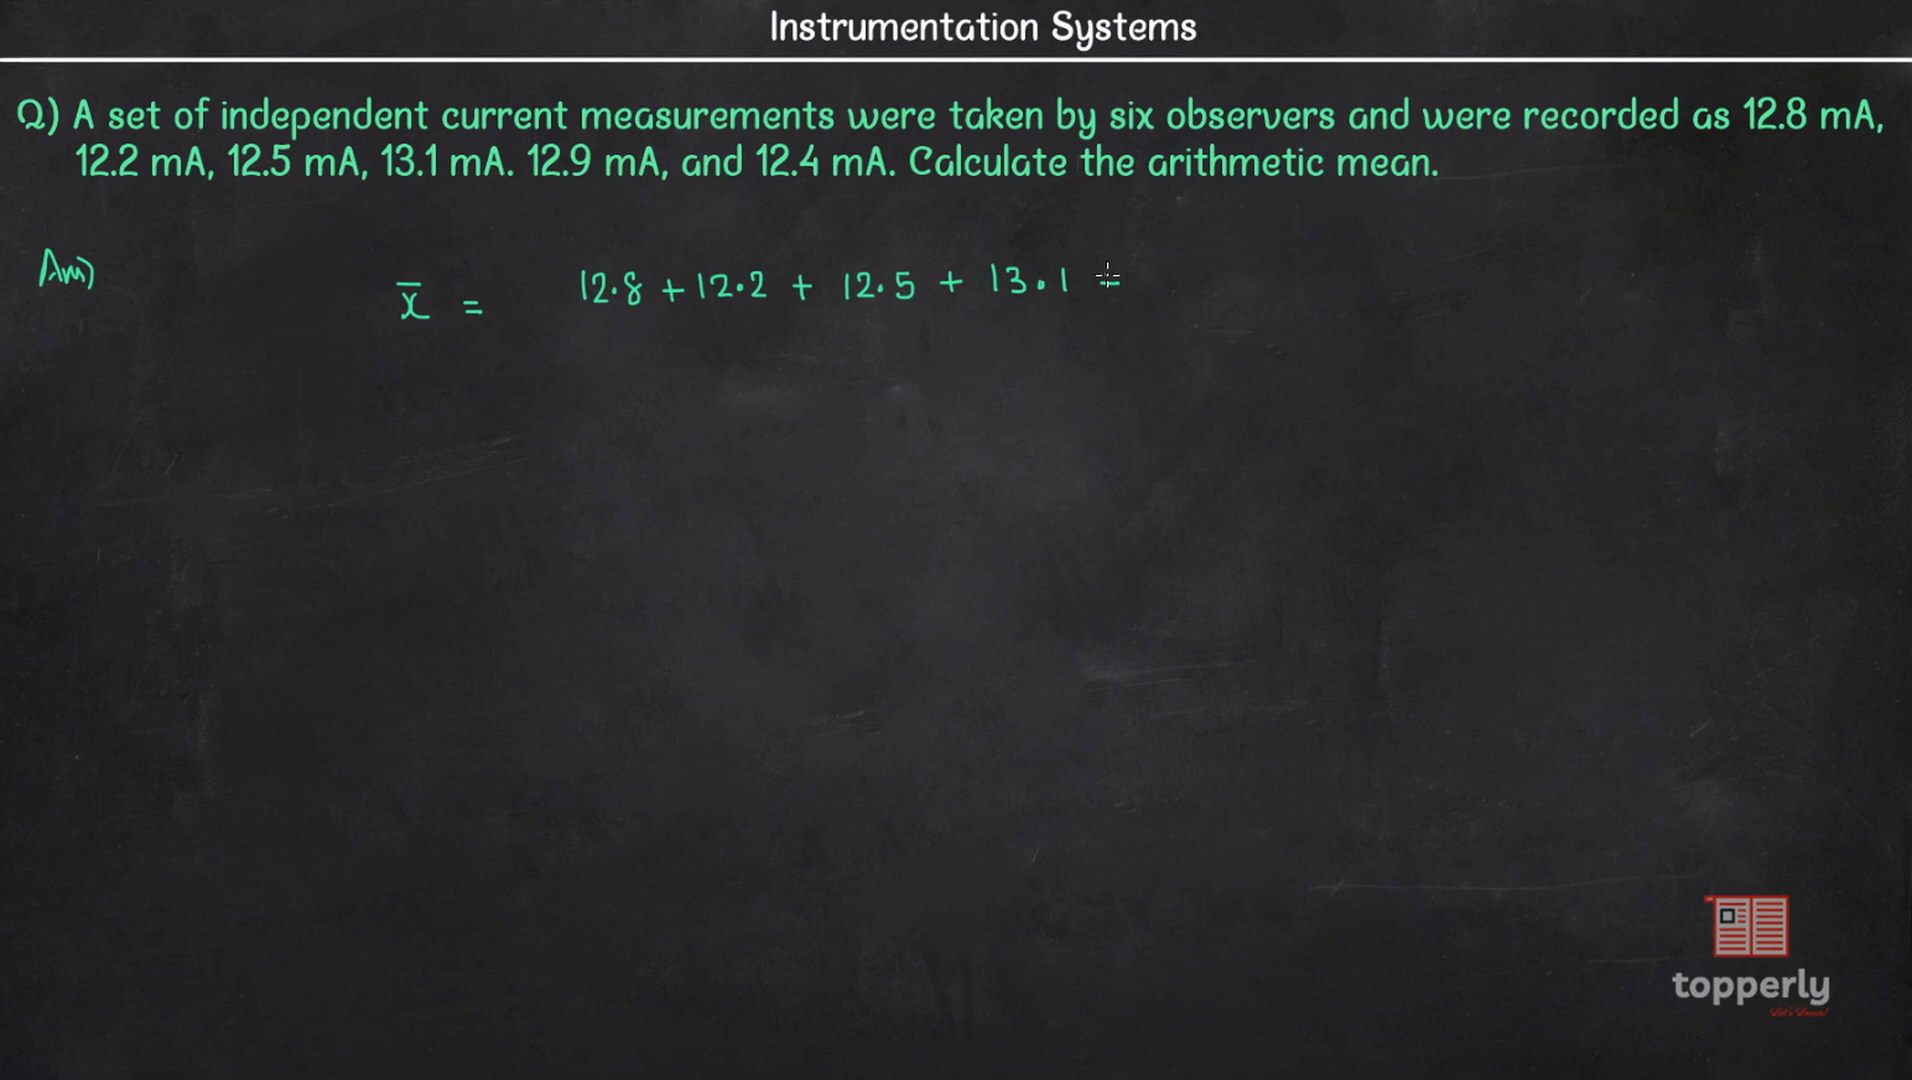 Instrumentation Systems
Q) A set of independent current measurements were taken by six observers and were recorded as 12.8 mA,
12.2 mA, 12.5 mA, 13.1 mA. 12.9 mA, and 12.4 mA. Calculate the arithmetic mean.
Ans)
x̅ = 12.8 + 12.2 + 12.5 + 13.1
topperly
Let's Learn!